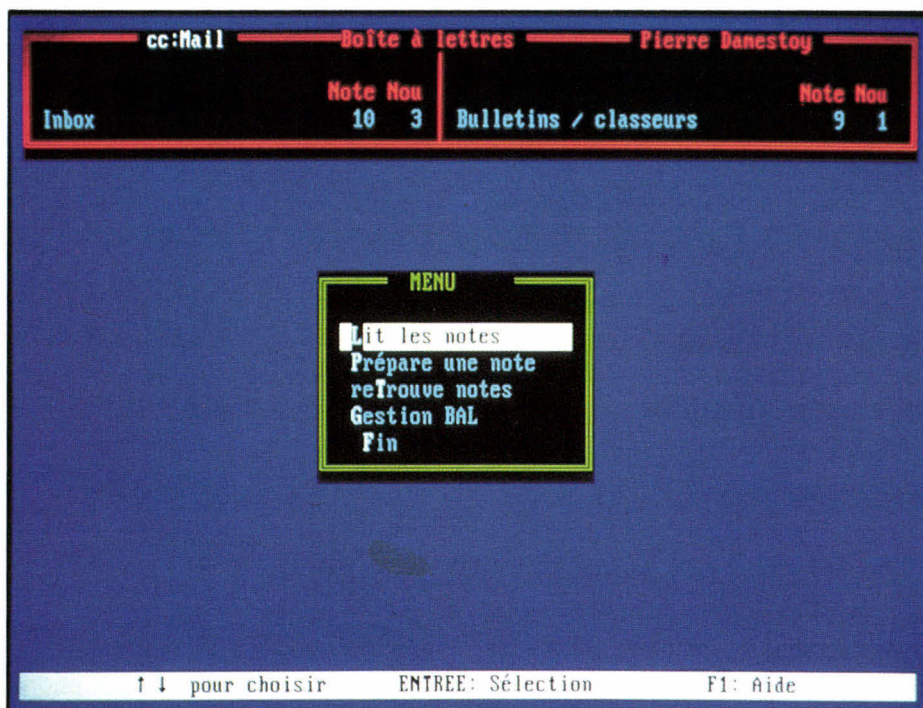 cc:Mail Boîte à lettres Pierre Damestoy
Note Nou Note Nou
Inbox 10 3 Bulletins / classeurs 9 1
MENU
Lit les notes
Prépare une note
reTrouve notes
Gestion BAL
Fin
↑ ↓ pour choisir ENTREE: Sélection F1: Aide